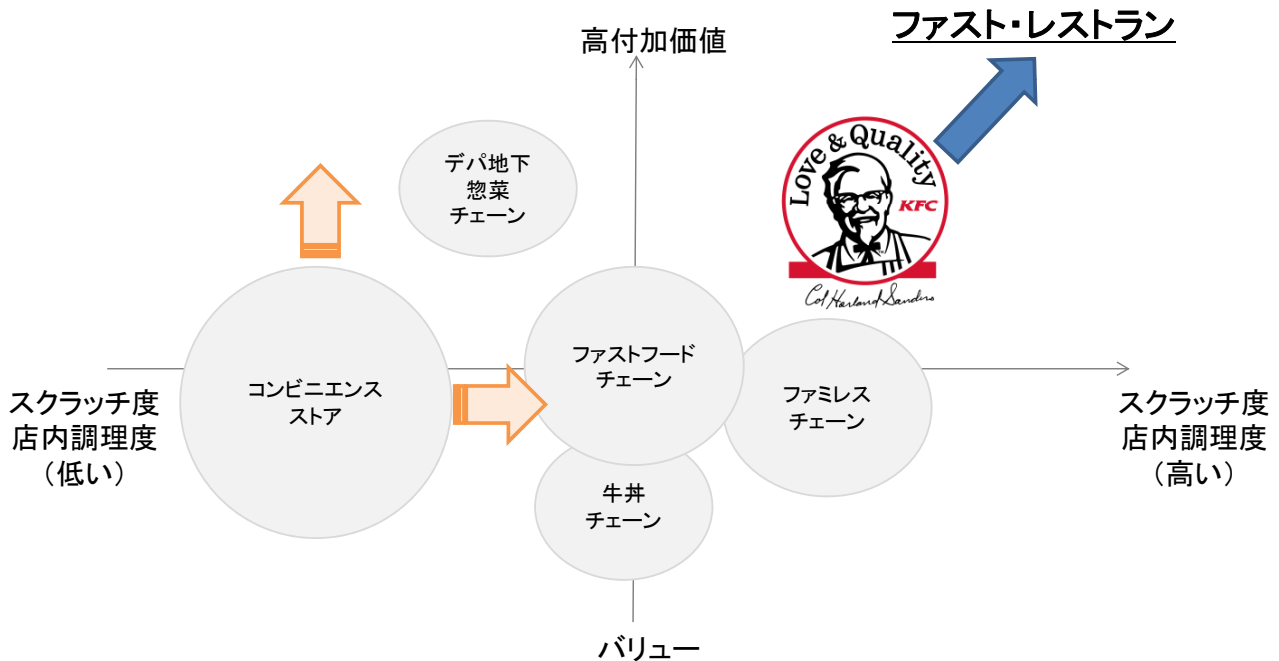 ファスト・レストラン
高付加価値
デパ地下
惣菜
チェーン
Love & Quality
KFC
Col Harland Sanders
ファストフード
チェーン
コンビニエンス
ストア
ファミレス
チェーン
スクラッチ度
店内調理度
（低い）
スクラッチ度
店内調理度
（高い）
牛丼
チェーン
バリュー